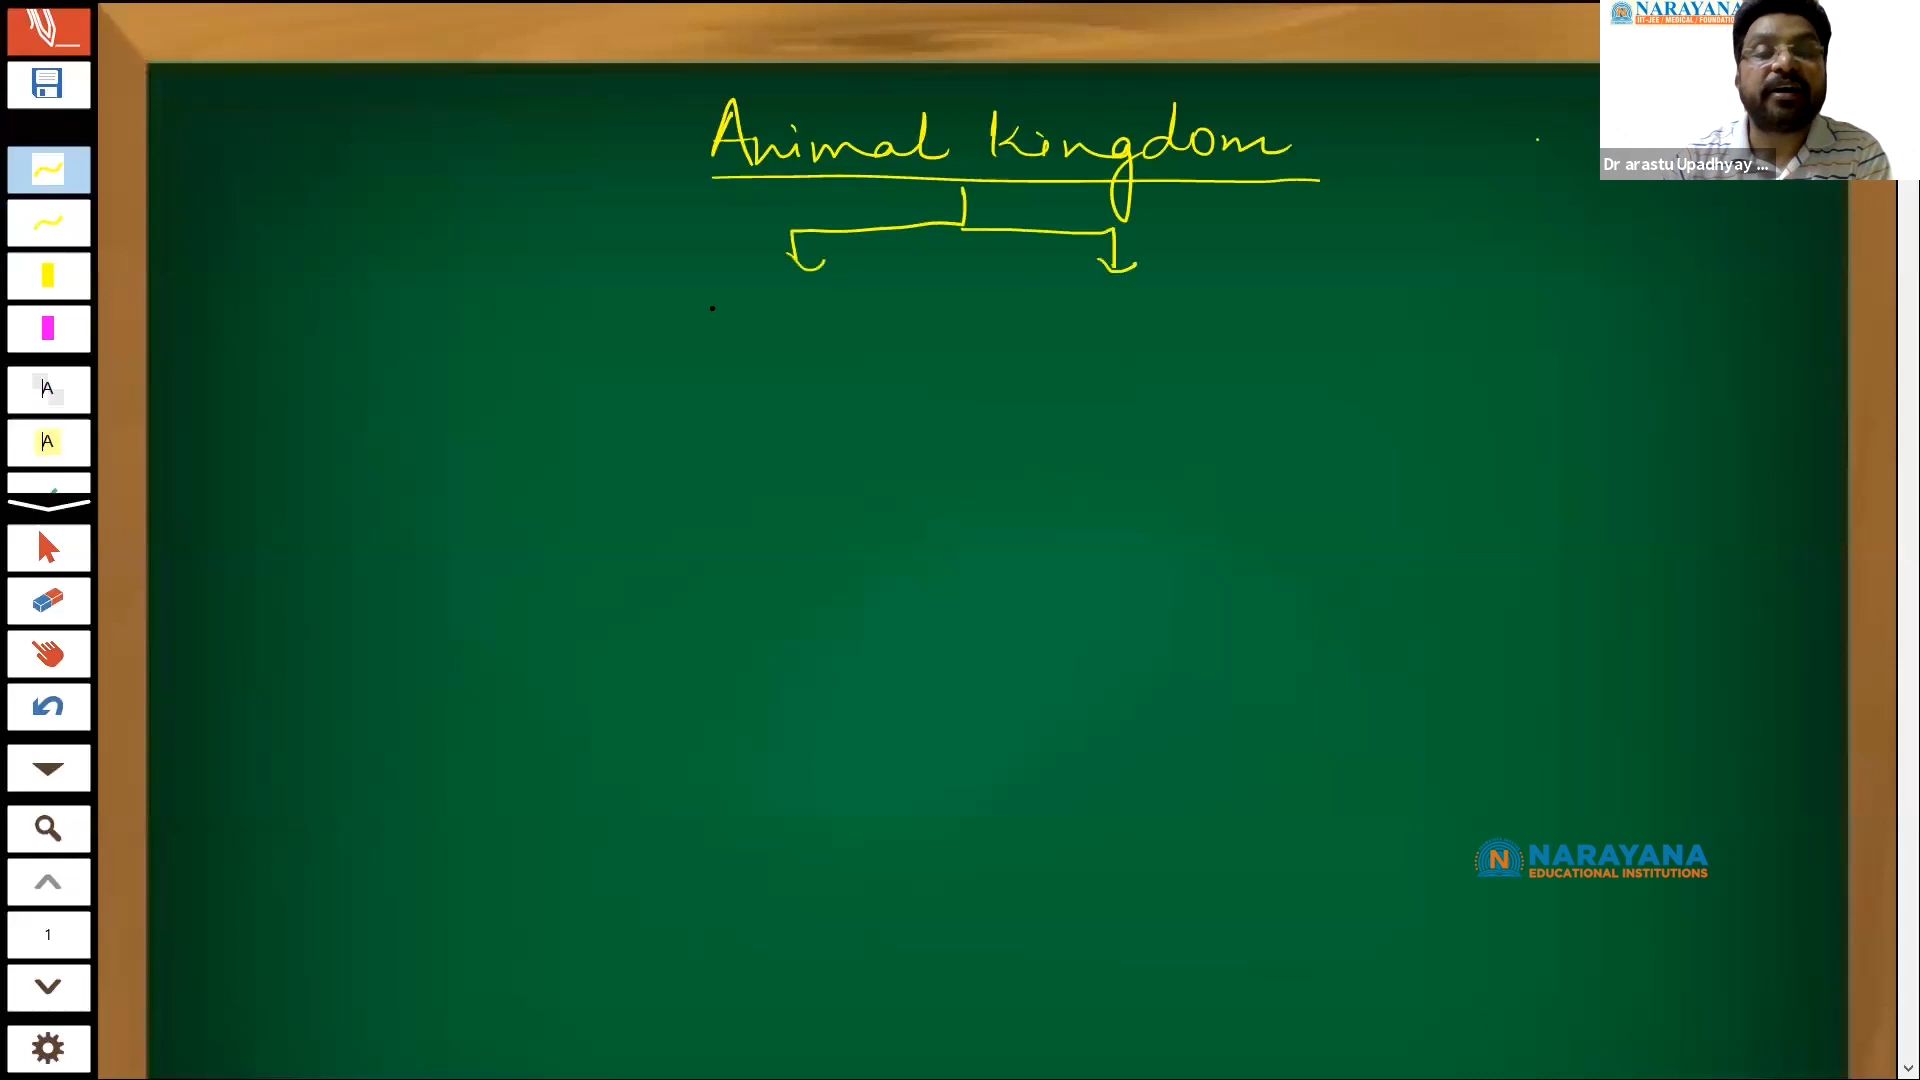 NARAYANA
IIT-JEE / MEDICAL / FOUNDATION
Animal Kingdom
Dr arastu Upadhyay ...
A
A
N NARAYANA
EDUCATIONAL INSTITUTIONS
1